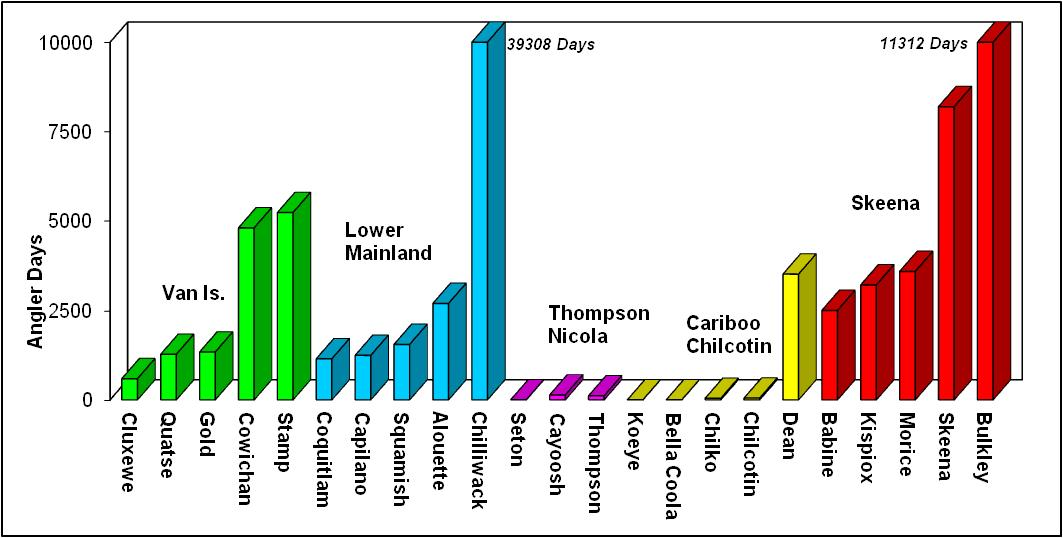 10000
7500
5000
2500
0
Angler Days
39308 Days
11312 Days
Van Is.
Lower
Mainland
Thompson
Nicola
Cariboo
Chilcotin
Skeena
Cluxewe
Quatse
Gold
Cowichan
Stamp
Coquitlam
Capilano
Squamish
Alouette
Chilliwack
Seton
Cayoosh
Thompson
Koeye
Bella Coola
Chilko
Chilcotin
Dean
Babine
Kispiox
Morice
Skeena
Bulkley